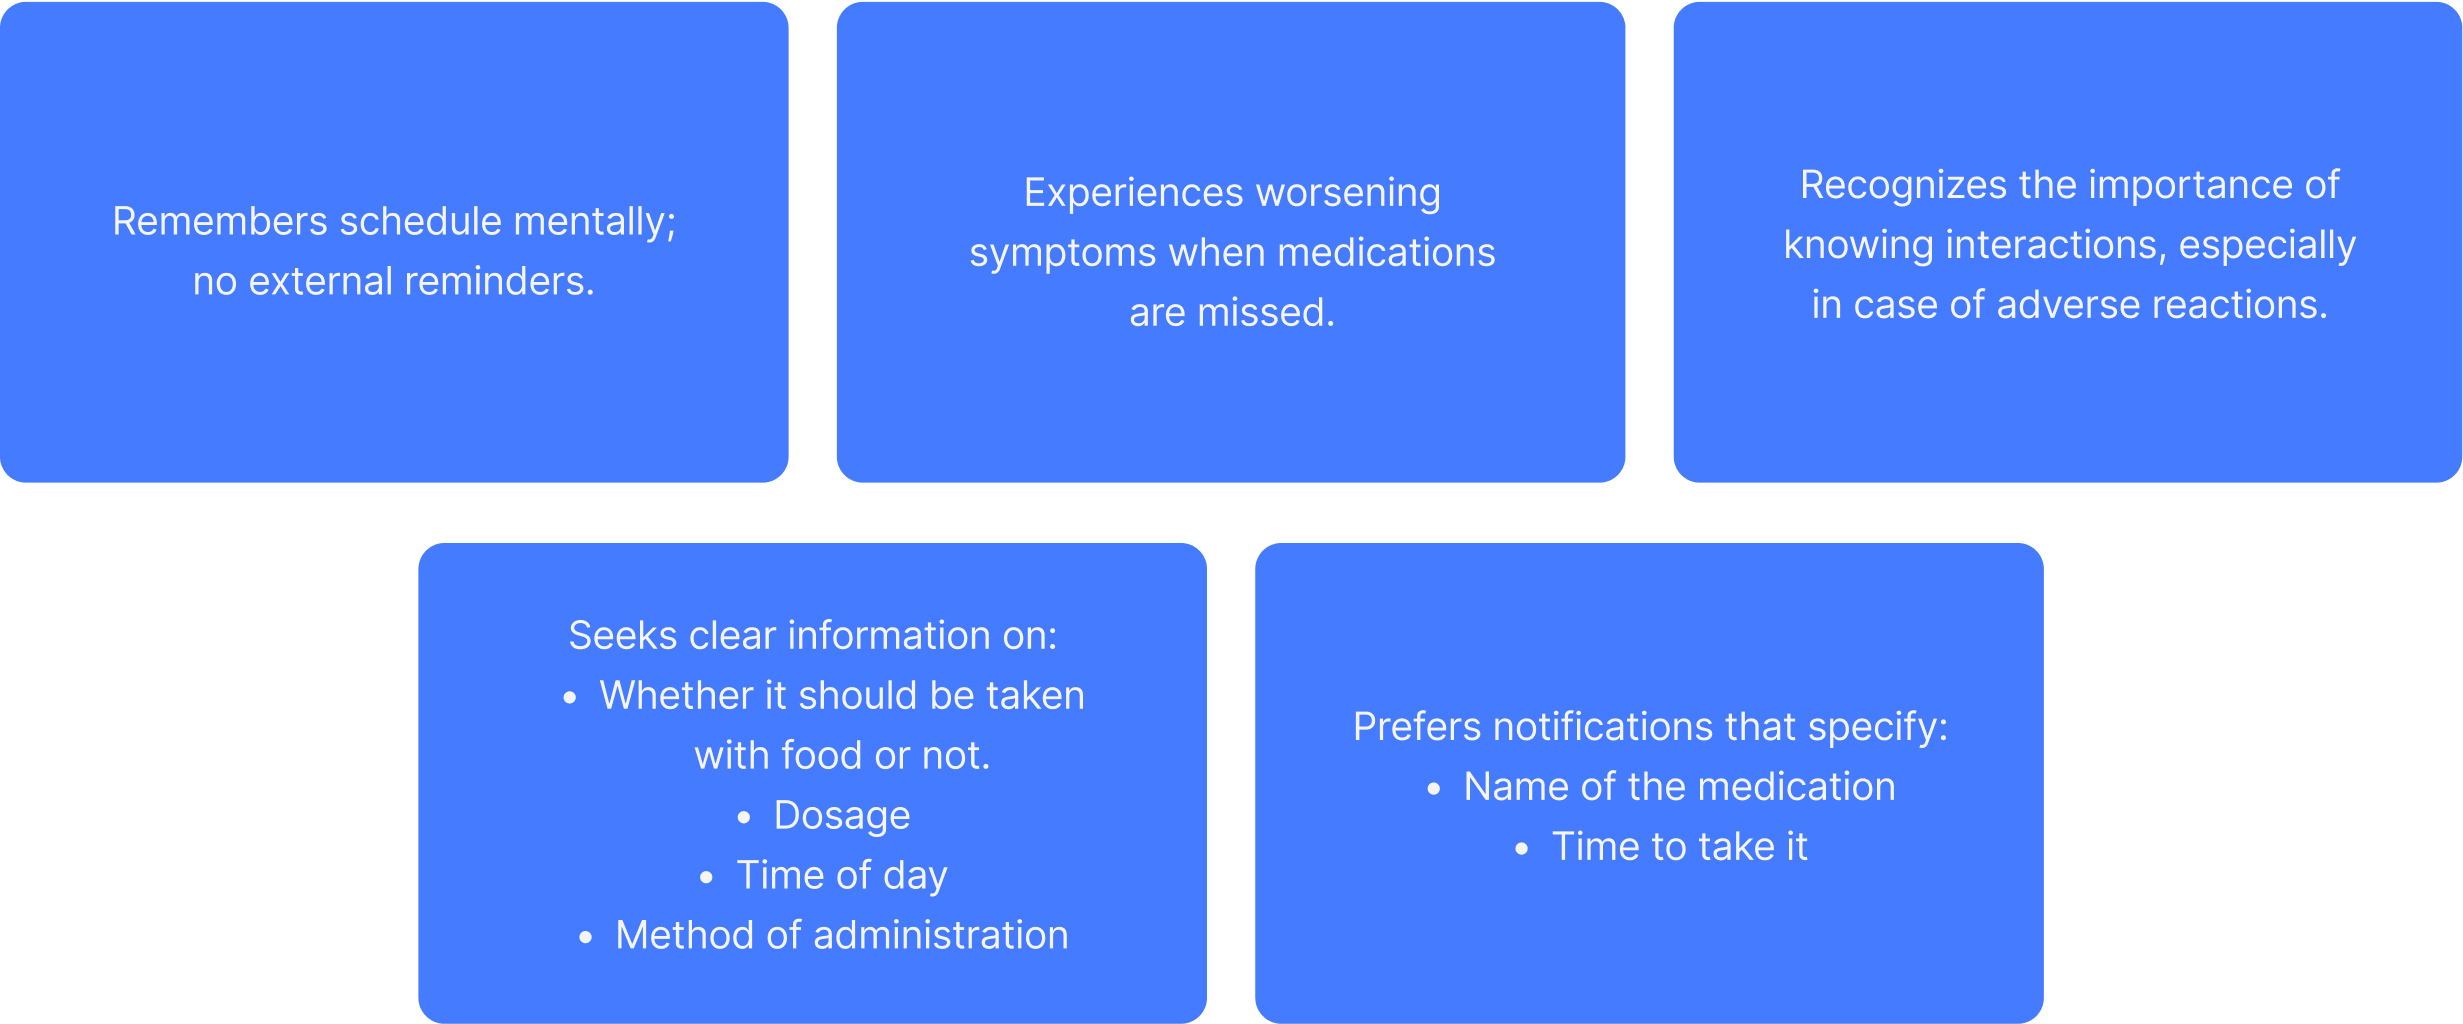 Remembers schedule mentally;
no external reminders.
Experiences worsening
symptoms when medications
are missed.
Recognizes the importance of
knowing interactions, especially
in case of adverse reactions.
Seeks clear information on:
• Whether it should be taken
with food or not.
• Dosage
• Time of day
• Method of administration
Prefers notifications that specify:
• Name of the medication
• Time to take it